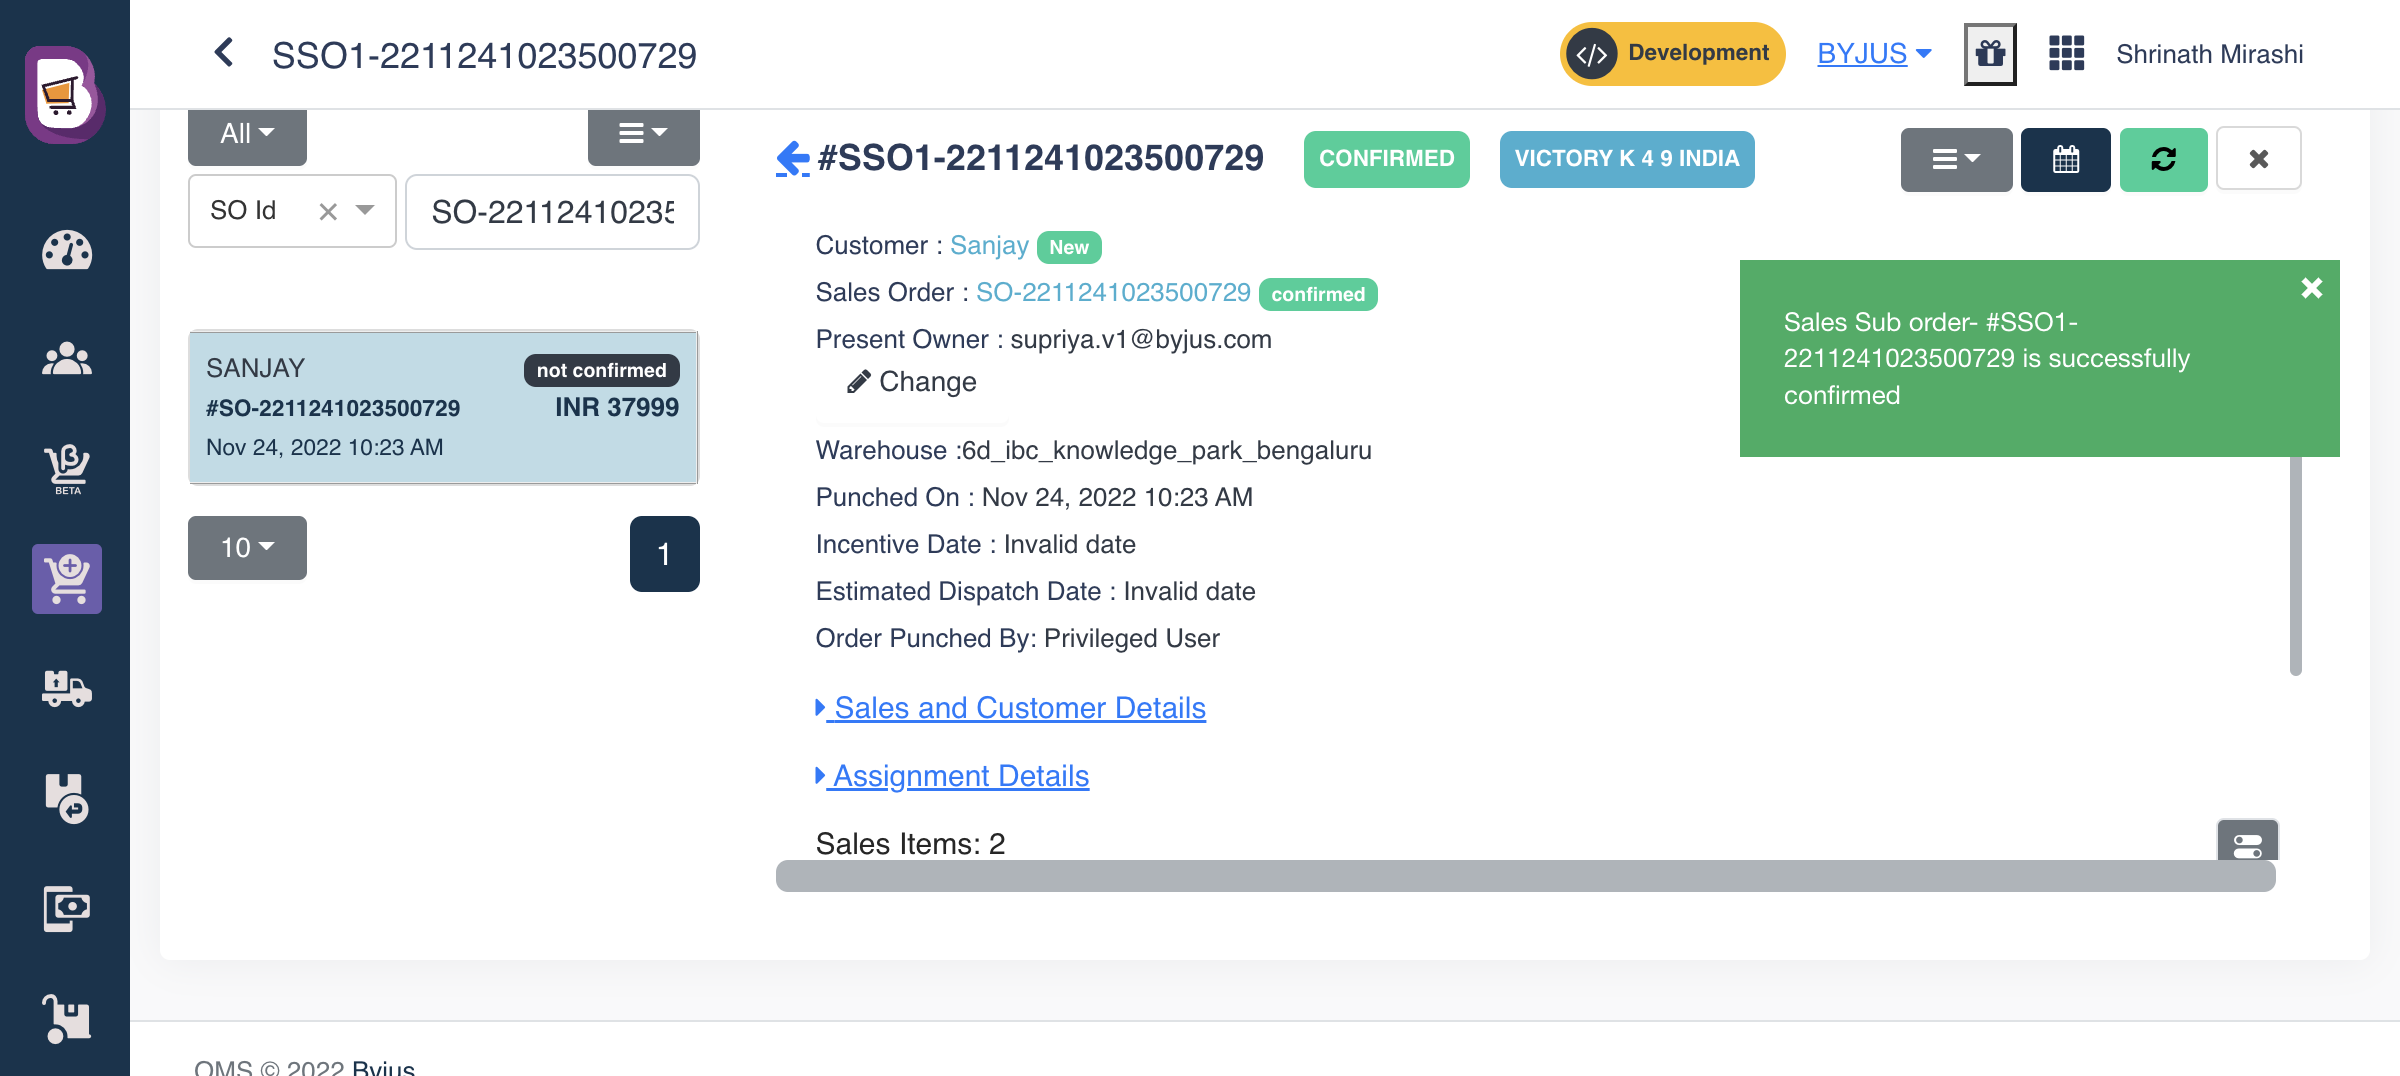 SSO1-2211241023500729
Development
BYJUS
Shrinath Mirashi
BETA
All
SO Id
SO-22112410235
SANJAY
not confirmed
#SO-2211241023500729
INR 37999
Nov 24, 2022 10:23 AM
10
1
#SSO1-2211241023500729
CONFIRMED
VICTORY K 4 9 INDIA
Customer : Sanjay New
Sales Order : SO-2211241023500729 confirmed
Present Owner : supriya.v1@byjus.com
Change
Warehouse :6d_ibc_knowledge_park_bengaluru
Punched On : Nov 24, 2022 10:23 AM
Incentive Date : Invalid date
Estimated Dispatch Date : Invalid date
Order Punched By: Privileged User
Sales and Customer Details
Assignment Details
Sales Items: 2
Sales Sub order- #SSO1-
2211241023500729 is successfully
confirmed
OMS © 2022 Byjus